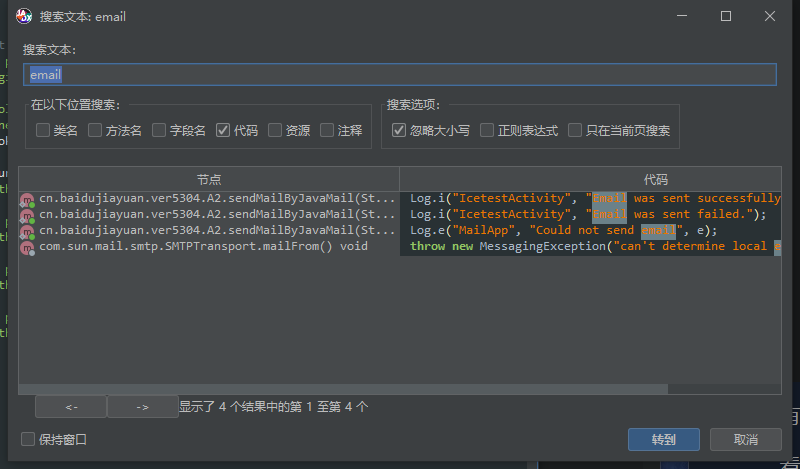 搜索文本: email
搜索文本:
email
在以下位置搜索:
类名 方法名 字段名 代码 资源 注释
搜索选项:
忽略大小写 正则表达式 只在当前页搜索
节点 代码
cn.baidujiayuan.ver5304.A2.sendMailByJavaMail(St... Log.i("IcetestActivity", "Email was sent successfully
cn.baidujiayuan.ver5304.A2.sendMailByJavaMail(St... Log.i("IcetestActivity", "Email was sent failed.");
cn.baidujiayuan.ver5304.A2.sendMailByJavaMail(St... Log.e("MailApp", "Could not send email", e);
com.sun.mail.smtp.SMTPTransport.mailFrom() void throw new MessagingException("can't determine local e
<- -> 显示了 4 个结果中的第 1 至第 4 个
保持窗口 转到 取消